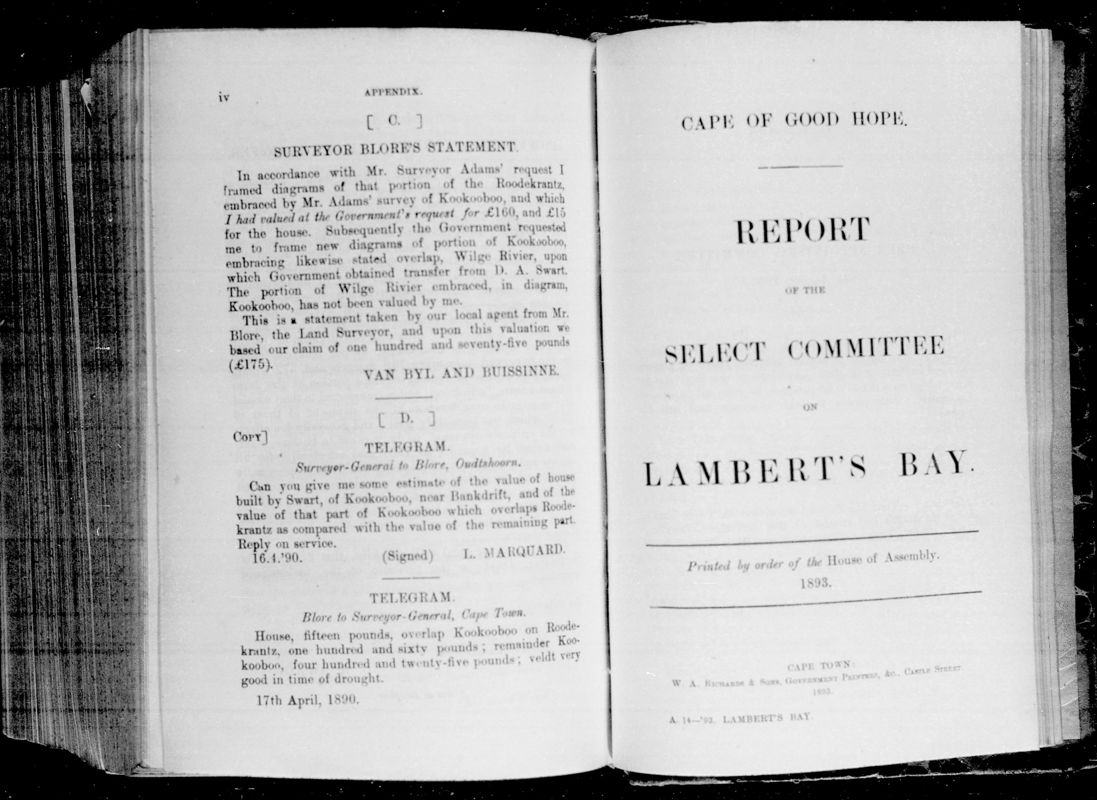 iv
APPENDIX.
[ C. ]
SURVEYOR BLORE'S STATEMENT.
In accordance with Mr. Surveyor Adams' request I
framed diagrams of that portion of the Roodekrantz,
embraced by Mr. Adams' survey of Kookooboo, and which
I had valued at the Government's request for £160, and £15
for the house. Subsequently the Government requested
me to frame new diagrams of portion of Kookooboo,
embracing likewise stated overlap, Wilge Rivier, upon
which Government obtained transfer from D. A. Swart.
The portion of Wilge Rivier embraced, in diagram,
Kookooboo, has not been valued by me.
This is a statement taken by our local agent from Mr.
Blore, the Land Surveyor, and upon this valuation we
based our claim of one hundred and seventy-five pounds
(£175).
VAN BYL AND BUISSINNE.
[ D. ]
COPY]
TELEGRAM.
Surveyor-General to Blore, Oudtshoorn.
Can you give me some estimate of the value of house
built by Swart, of Kookooboo, near Bankdrift, and of the
value of that part of Kookooboo which overlaps Roode-
krantz as compared with the value of the remaining part.
Reply on service.
16.4.'90. (Signed) L. MARQUARD.
TELEGRAM.
Blore to Surveyor-General, Cape Town.
House, fifteen pounds, overlap Kookooboo on Roode-
krantz, one hundred and sixty pounds; remainder Koo-
kooboo, four hundred and twenty-five pounds; veldt very
good in time of drought.
17th April, 1890.
CAPE OF GOOD HOPE.
REPORT
OF THE
SELECT COMMITTEE
ON
LAMBERT'S BAY.
Printed by order of the House of Assembly.
1893.
CAPE TOWN:
W. A. RICHARDS & SONS, GOVERNMENT PRINTERS, &C., CASTLE STREET.
1893.
A. 14—'93. LAMBERT'S BAY.